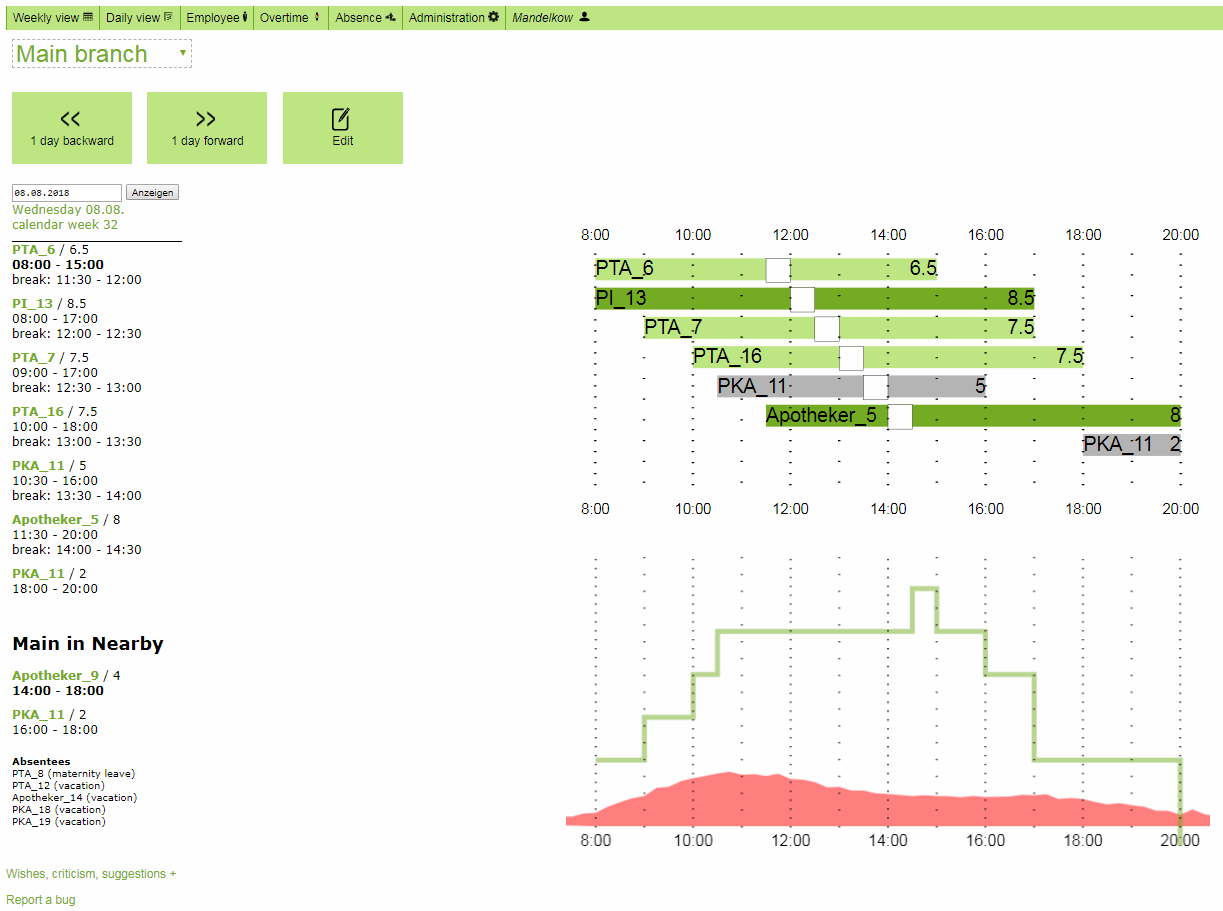 Weekly view Daily view Employee Overtime Absence Administration Mandelkow
Main branch
<< >>
1 day backward 1 day forward Edit
08.08.2018 Anzeigen
Wednesday 08.08.
calendar week 32
PTA_6 / 6.5
08:00 - 15:00
break: 11:30 - 12:00
PI_13 / 8.5
08:00 - 17:00
break: 12:00 - 12:30
PTA_7 / 7.5
09:00 - 17:00
break: 12:30 - 13:00
PTA_16 / 7.5
10:00 - 18:00
break: 13:00 - 13:30
PKA_11 / 5
10:30 - 16:00
break: 13:30 - 14:00
Apotheker_5 / 8
11:30 - 20:00
break: 14:00 - 14:30
PKA_11 / 2
18:00 - 20:00
Main in Nearby
Apotheker_9 / 4
14:00 - 18:00
PKA_11 / 2
16:00 - 18:00
Absentees
PTA_8 (maternity leave)
PTA_12 (vacation)
Apotheker_14 (vacation)
PKA_18 (vacation)
PKA_19 (vacation)
8:00 10:00 12:00 14:00 16:00 18:00 20:00
PTA_6 6.5
PI_13 8.5
PTA_7 7.5
PTA_16 7.5
PKA_11 5
Apotheker_5 8
PKA_11 2
8:00 10:00 12:00 14:00 16:00 18:00 20:00
8:00 10:00 12:00 14:00 16:00 18:00 20:00
Wishes, criticism, suggestions +
Report a bug